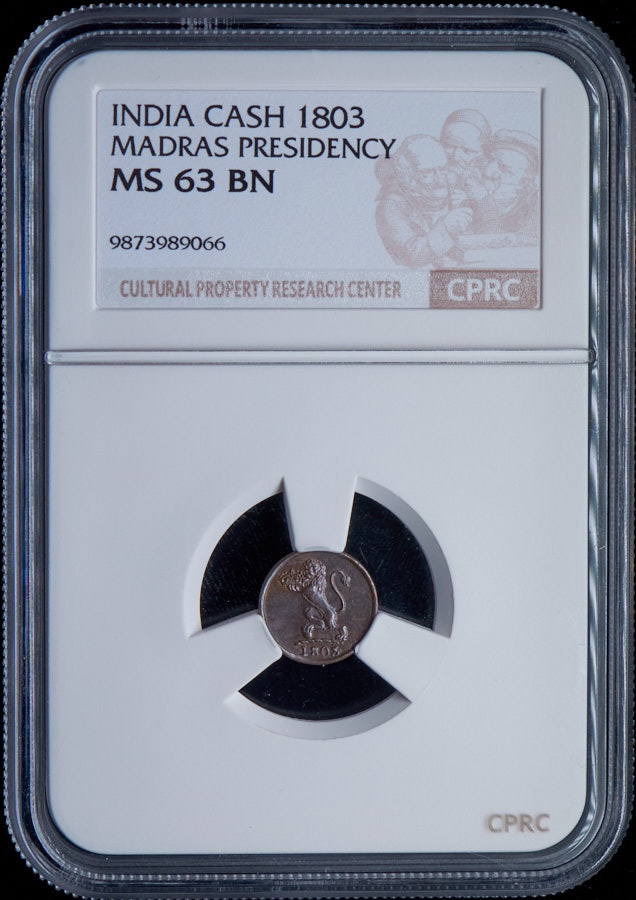 INDIA CASH 1803
MADRAS PRESIDENCY
MS 63 BN
9873989066
CULTURAL PROPERTY RESEARCH CENTER CPRC
1803
CPRC